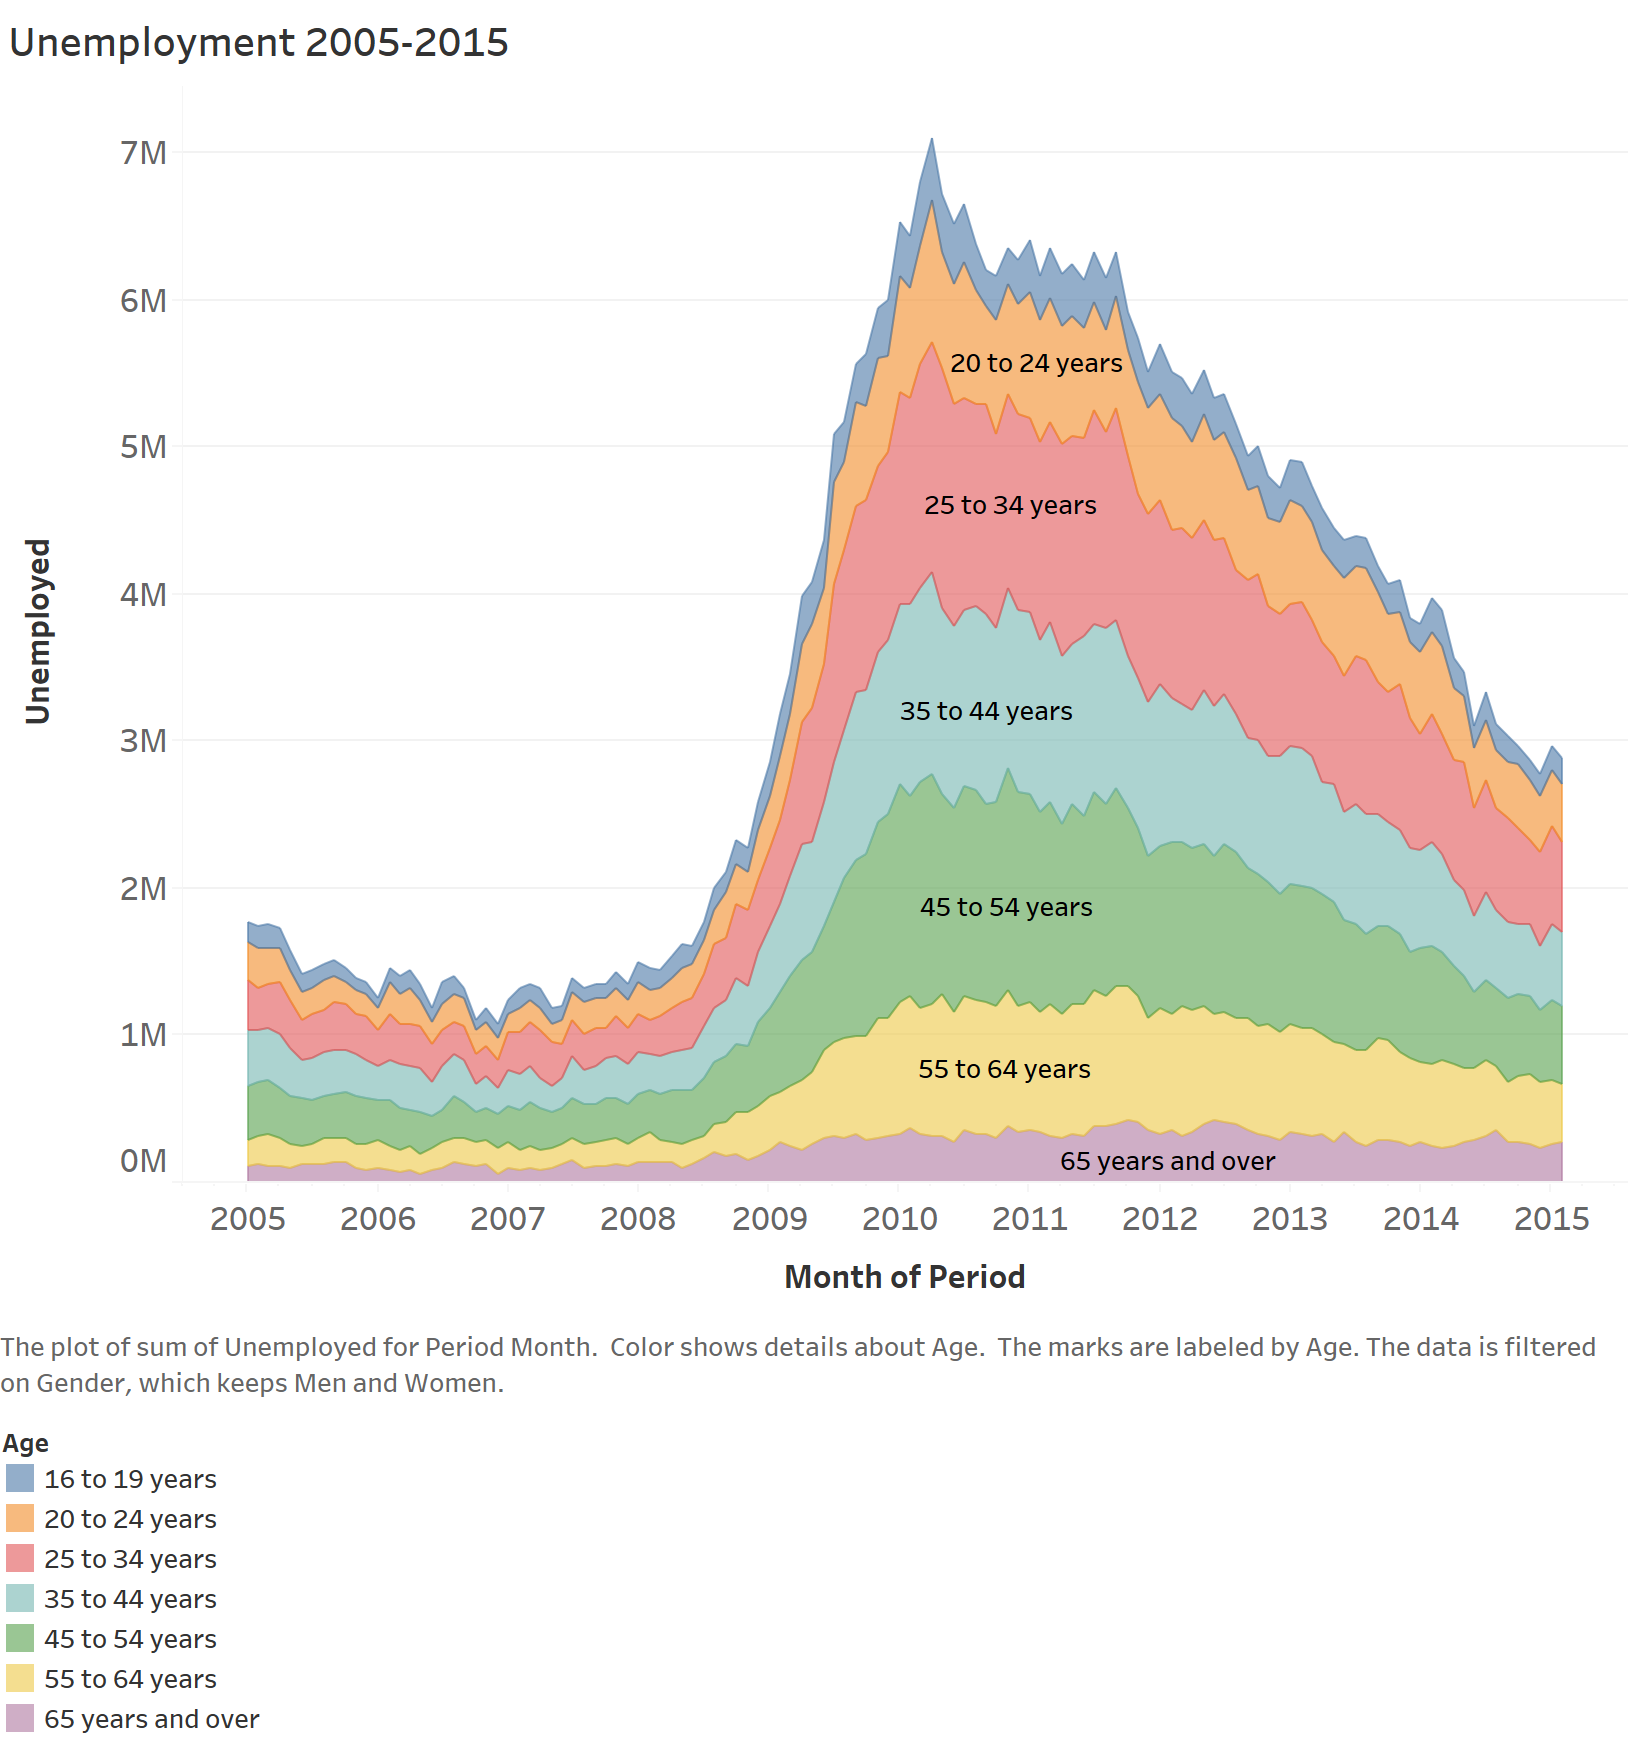 Unemployment 2005-2015
7M
6M
5M
4M
3M
2M
1M
0M
Unemployed
20 to 24 years
25 to 34 years
35 to 44 years
45 to 54 years
55 to 64 years
65 years and over
2005 2006 2007 2008 2009 2010 2011 2012 2013 2014 2015
Month of Period
The plot of sum of Unemployed for Period Month.  Color shows details about Age.  The marks are labeled by Age. The data is filtered
on Gender, which keeps Men and Women.
Age
16 to 19 years
20 to 24 years
25 to 34 years
35 to 44 years
45 to 54 years
55 to 64 years
65 years and over